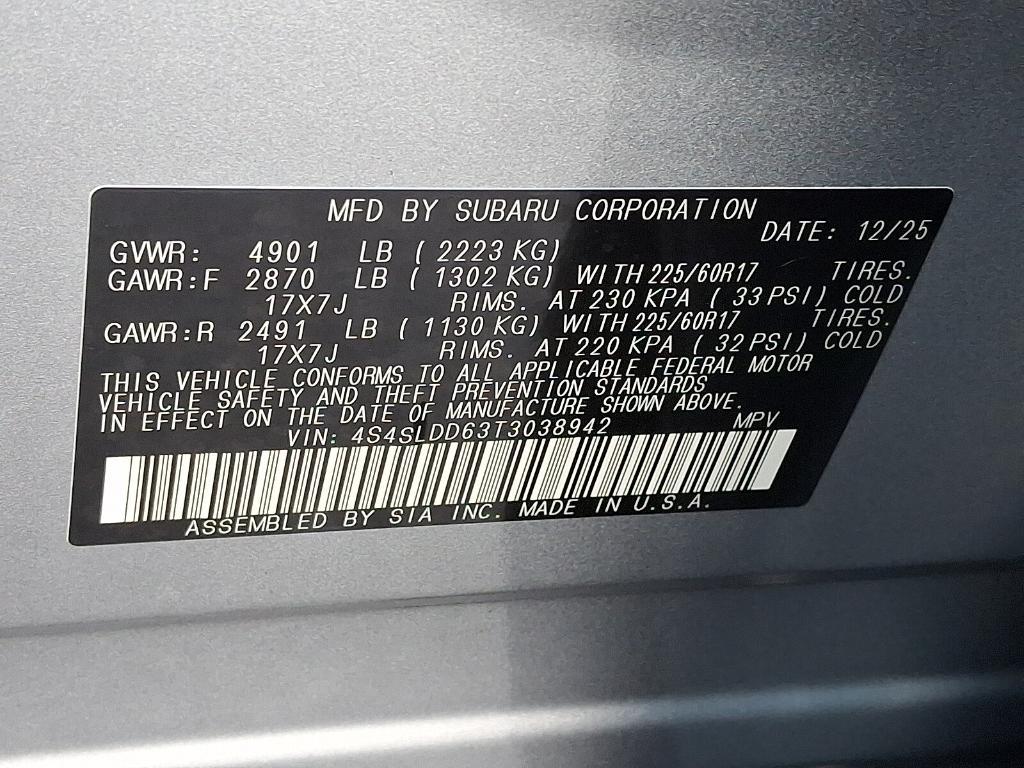 MFD BY SUBARU CORPORATION
DATE: 12/25
GVWR: 4901 LB ( 2223 KG)
GAWR:F 2870 LB ( 1302 KG) WITH 225/60R17 TIRES.
17X7J RIMS. AT 230 KPA ( 33 PSI) COLD
GAWR:R 2491 LB ( 1130 KG) WITH 225/60R17 TIRES.
17X7J RIMS. AT 220 KPA ( 32 PSI) COLD
THIS VEHICLE CONFORMS TO ALL APPLICABLE FEDERAL MOTOR
VEHICLE SAFETY AND THEFT PREVENTION STANDARDS
IN EFFECT ON THE DATE OF MANUFACTURE SHOWN ABOVE.
VIN: 4S4SLDD63T3038942 MPV
ASSEMBLED BY SIA INC. MADE IN U.S.A.